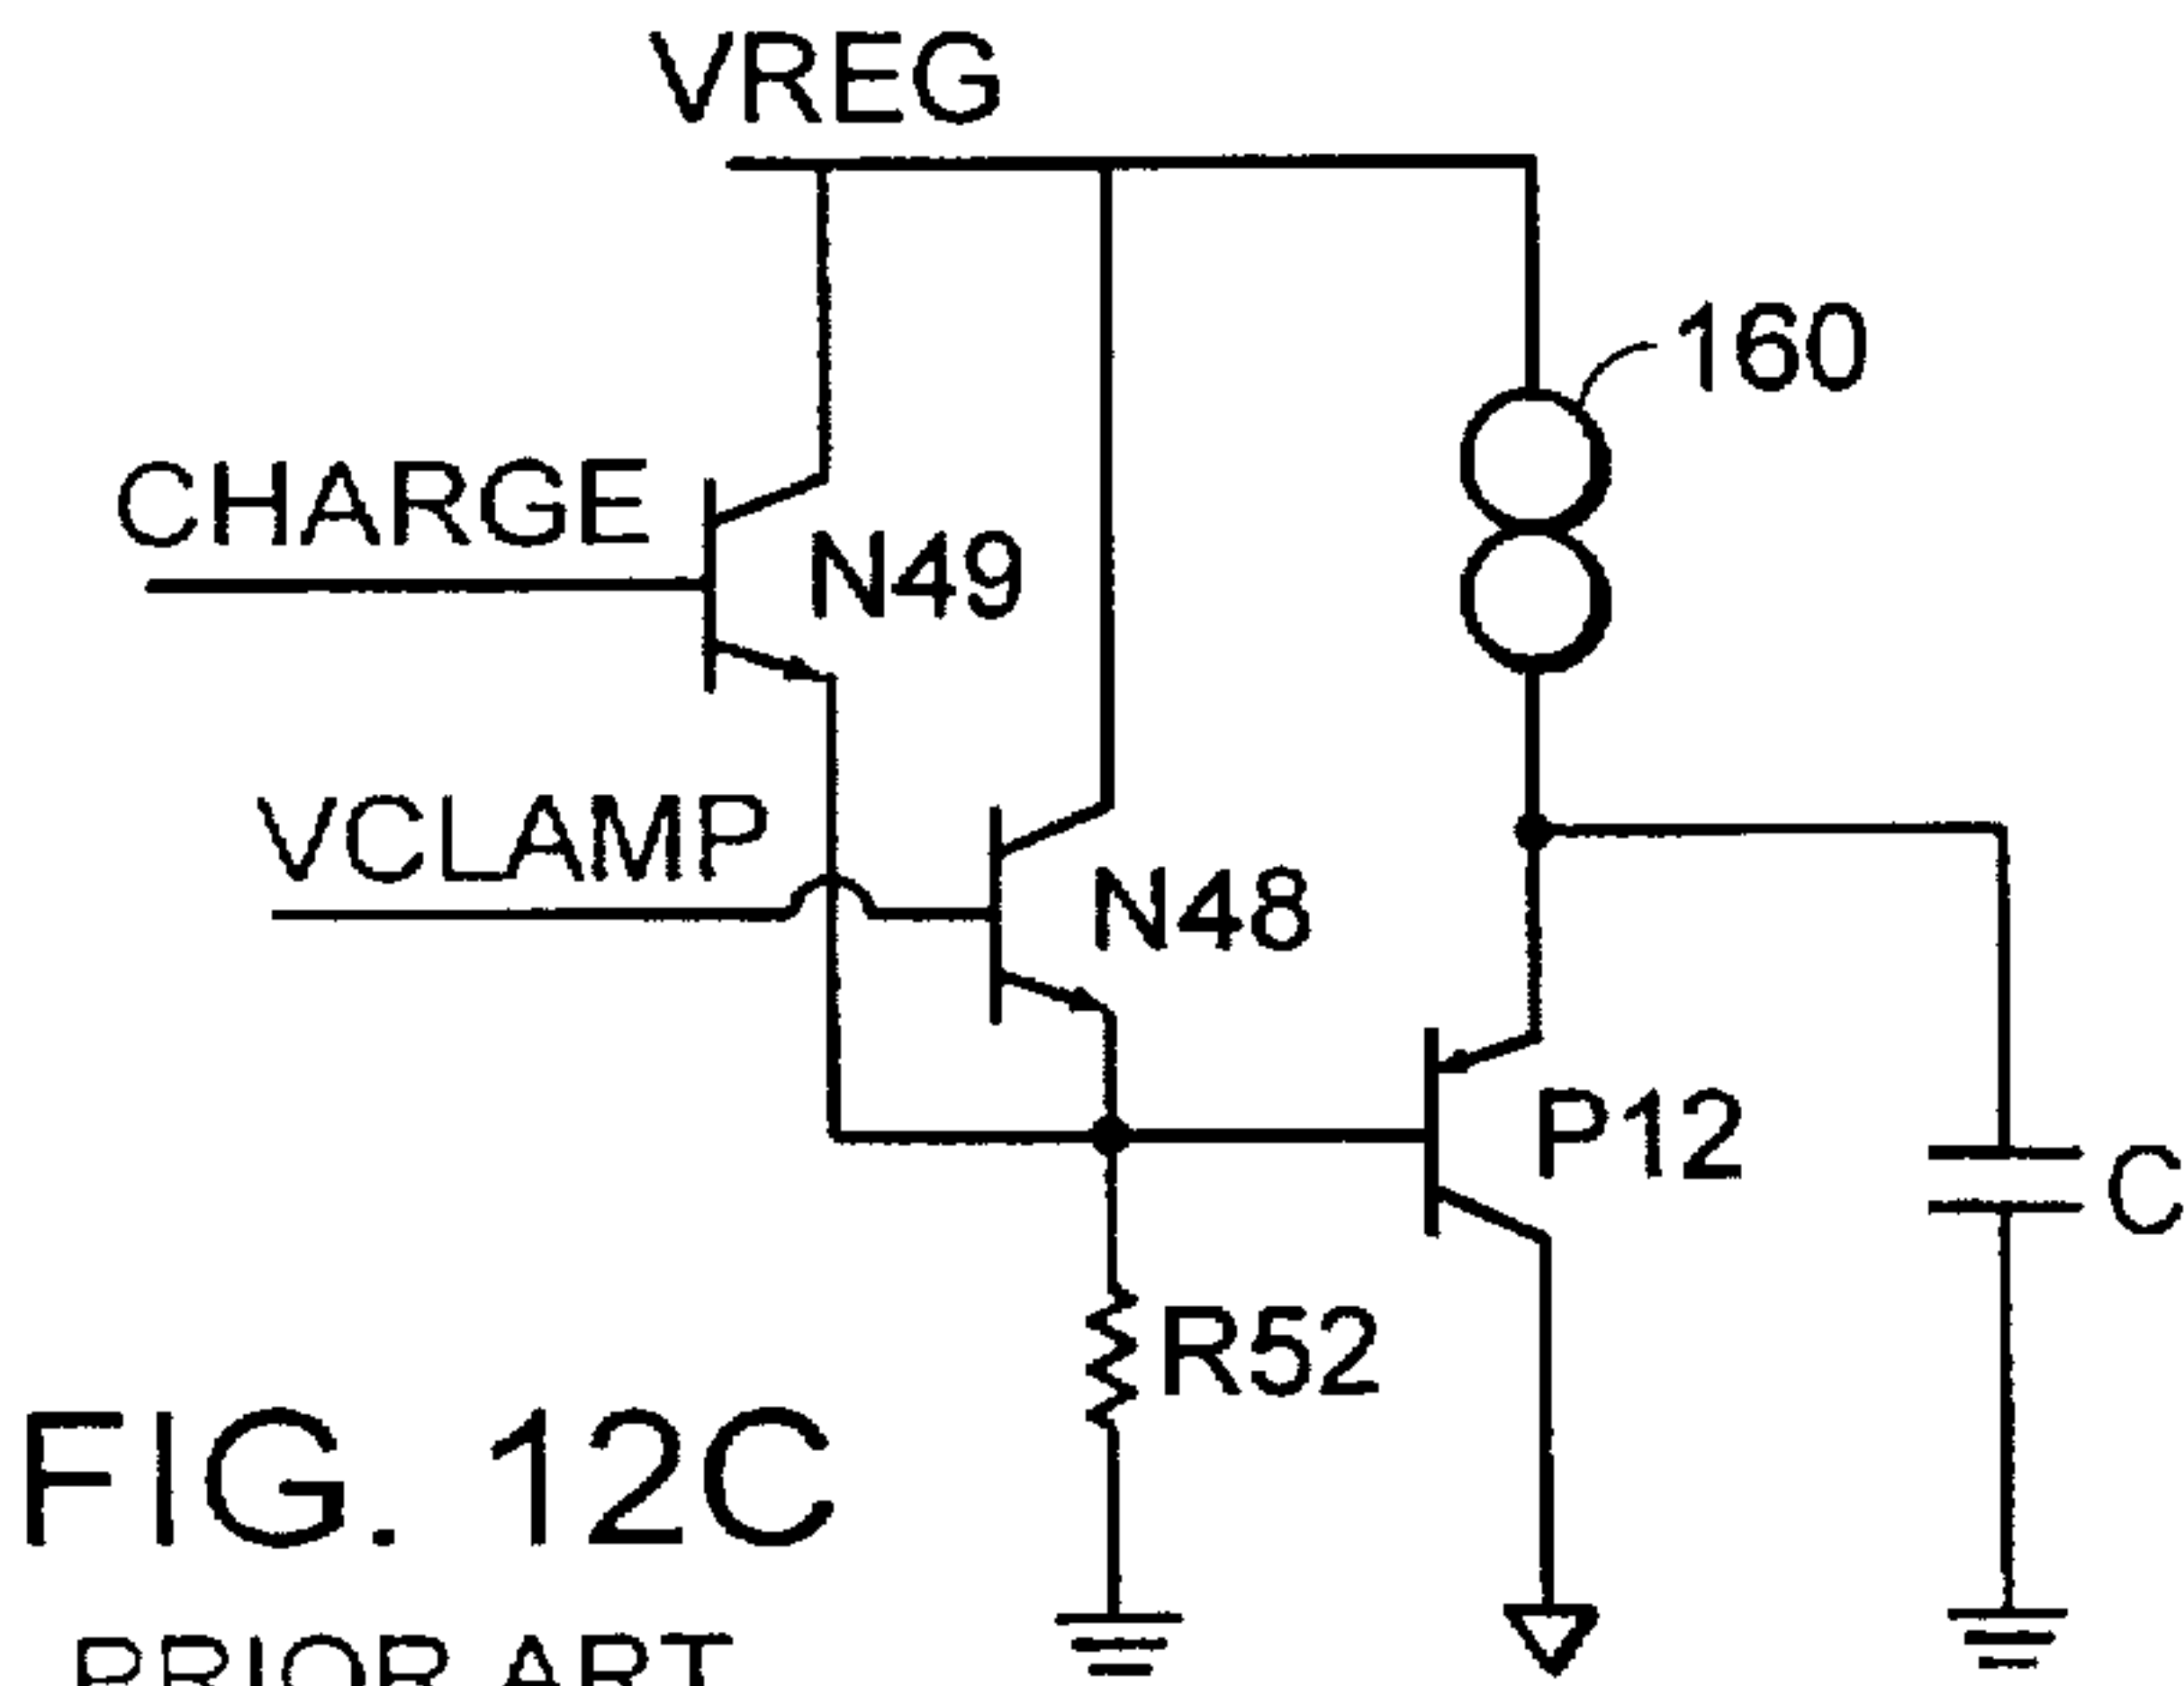 VREG
160
CHARGE
N49
VCLAMP
N48
P12
C
R52
FIG. 12C
PRIOR ART